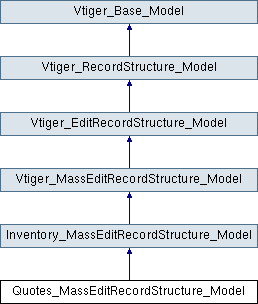 Vtiger_Base_Model
Vtiger_RecordStructure_Model
Vtiger_EditRecordStructure_Model
Vtiger_MassEditRecordStructure_Model
Inventory_MassEditRecordStructure_Model
Quotes_MassEditRecordStructure_Model